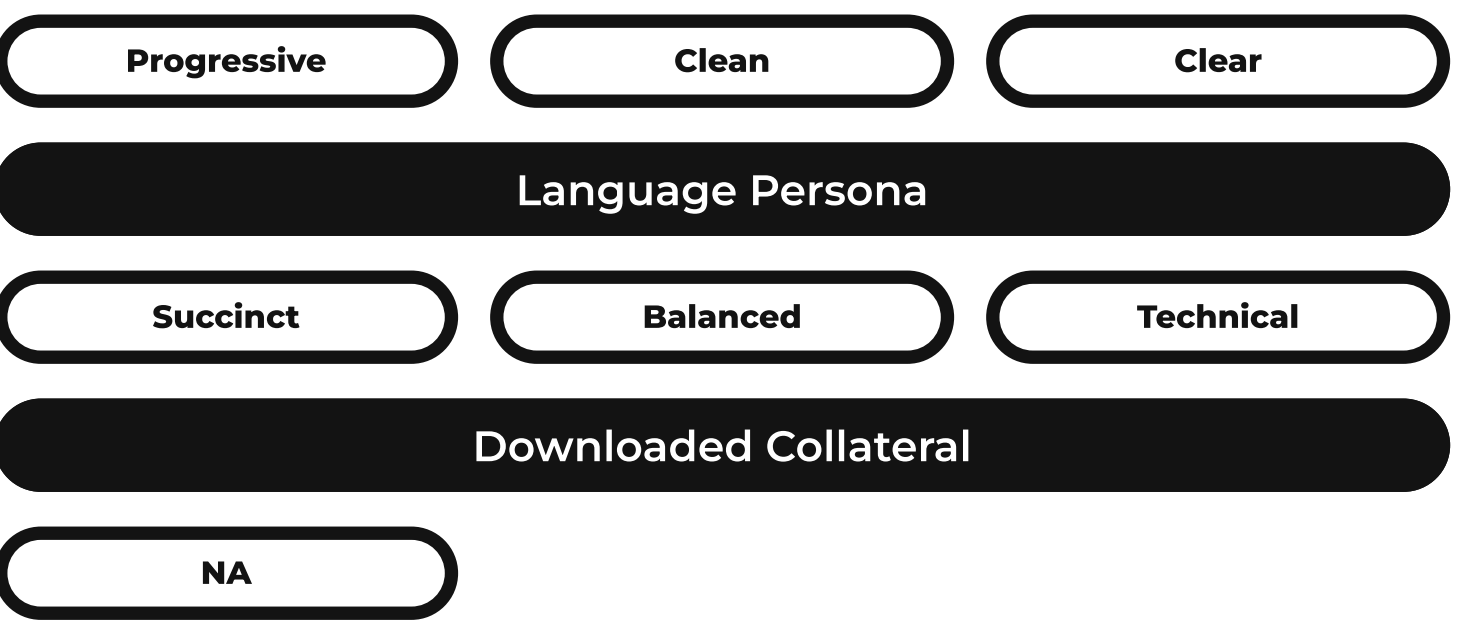 Progressive Clean Clear
Language Persona
Succinct Balanced Technical
Downloaded Collateral
NA